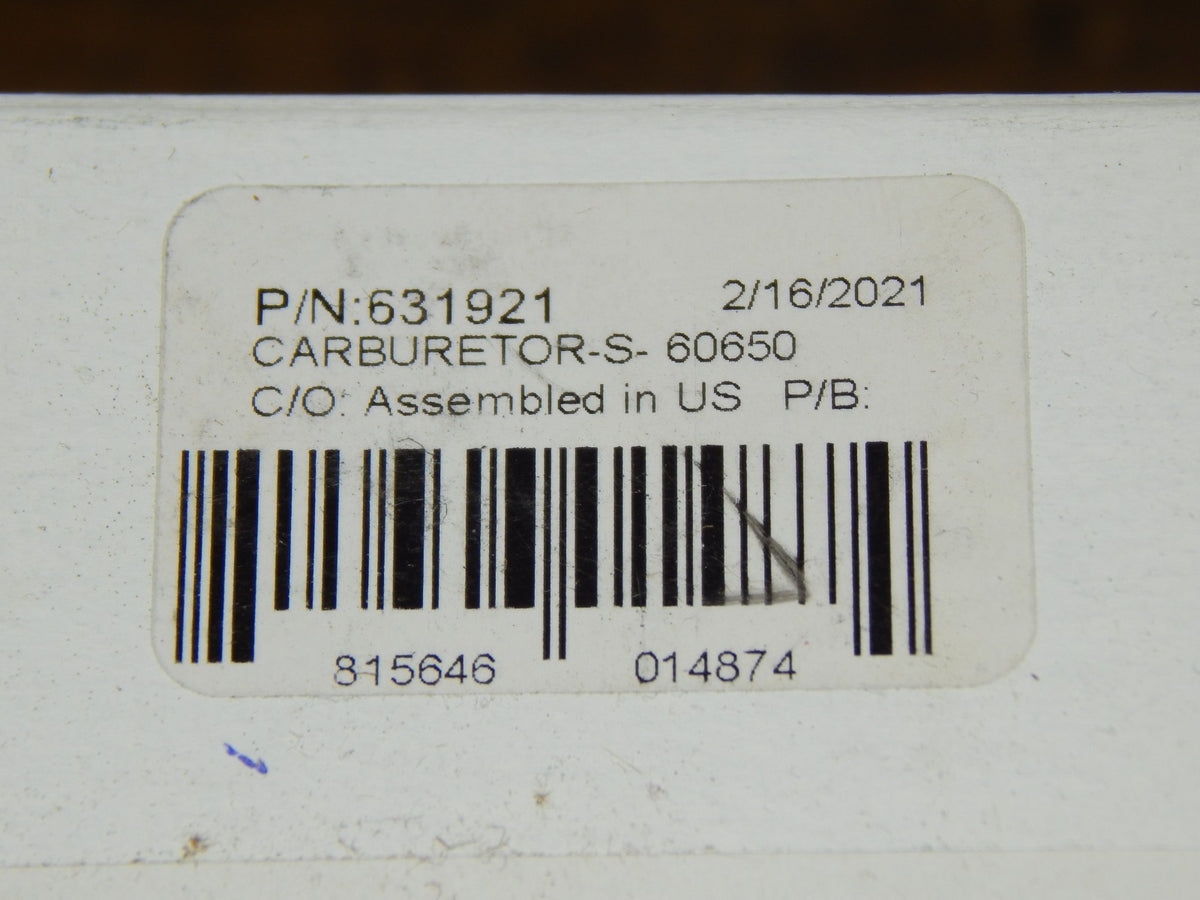 P/N:631921 2/16/2021
CARBURETOR-S- 60650
C/O: Assembled in US P/B:
815646 014874